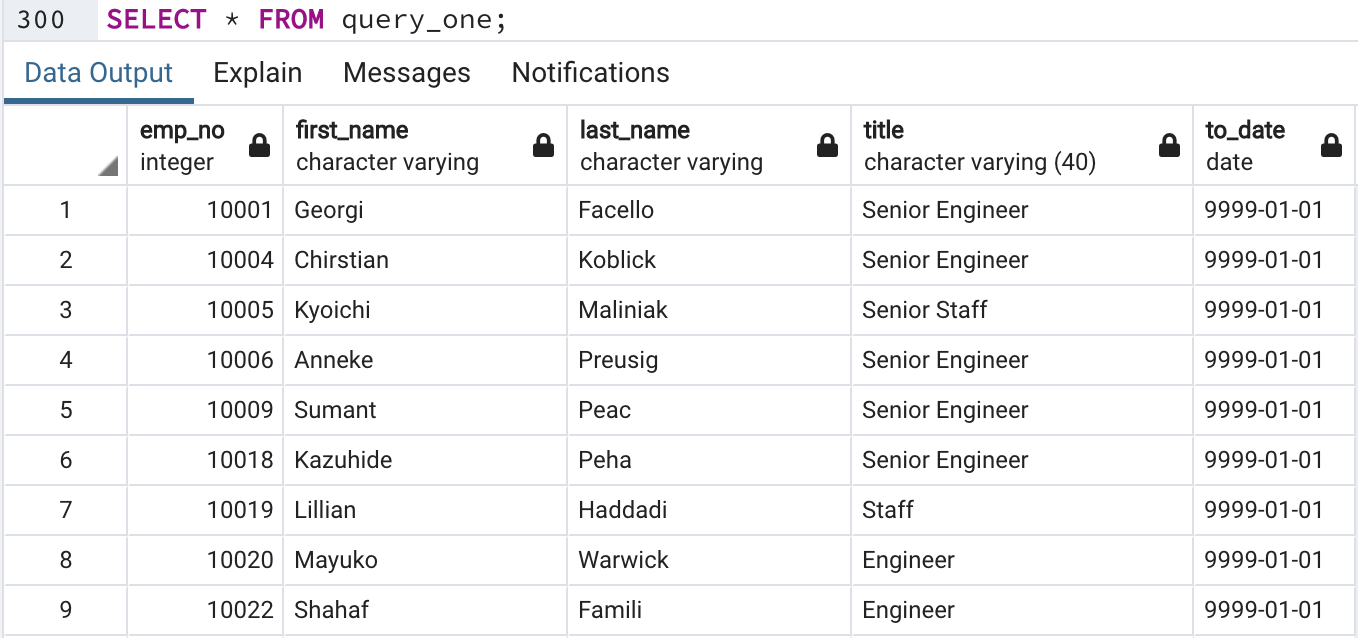 300 SELECT * FROM query_one;
Data Output Explain Messages Notifications
emp_no first_name last_name title to_date
integer character varying character varying character varying (40) date
1 10001 Georgi Facello Senior Engineer 9999-01-01
2 10004 Chirstian Koblick Senior Engineer 9999-01-01
3 10005 Kyoichi Maliniak Senior Staff 9999-01-01
4 10006 Anneke Preusig Senior Engineer 9999-01-01
5 10009 Sumant Peac Senior Engineer 9999-01-01
6 10018 Kazuhide Peha Senior Engineer 9999-01-01
7 10019 Lillian Haddadi Staff 9999-01-01
8 10020 Mayuko Warwick Engineer 9999-01-01
9 10022 Shahaf Famili Engineer 9999-01-01